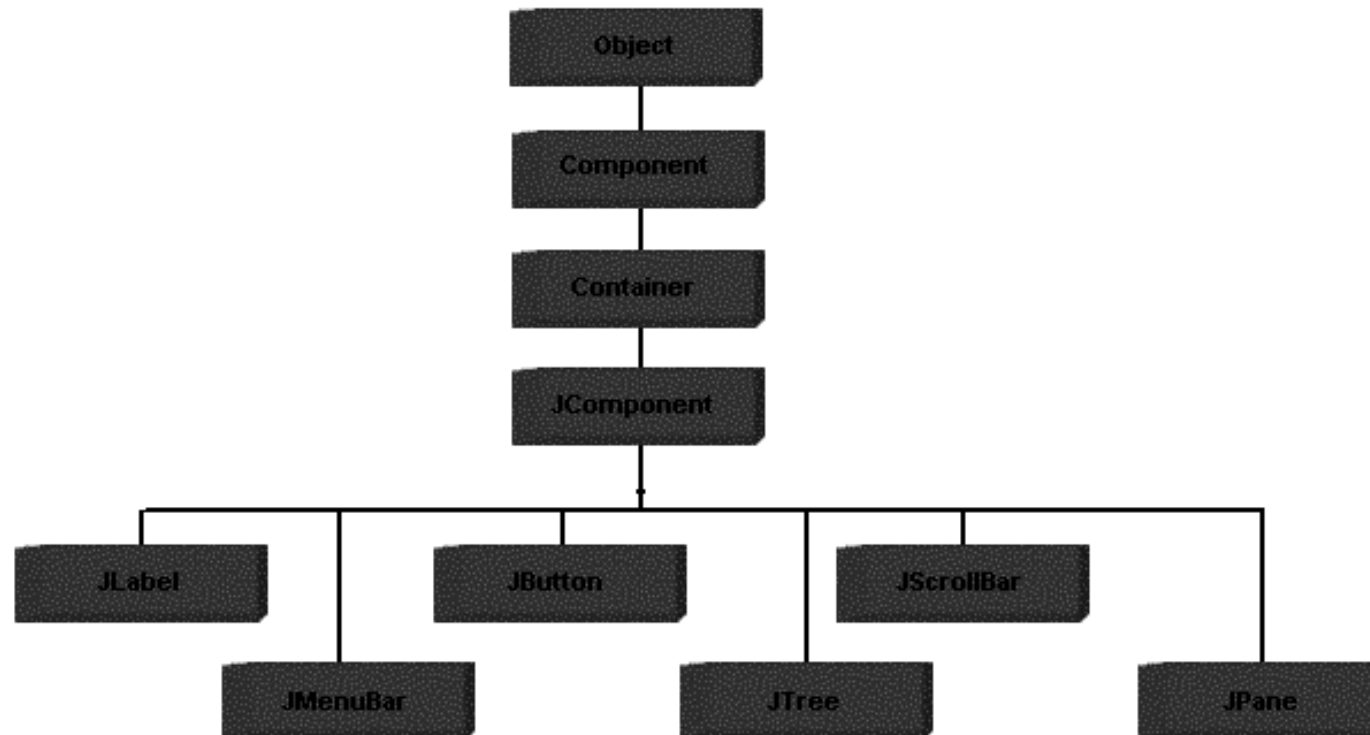 Object
Component
Container
JComponent
JLabel
JButton
JScrollBar
JMenuBar
JTree
JPane